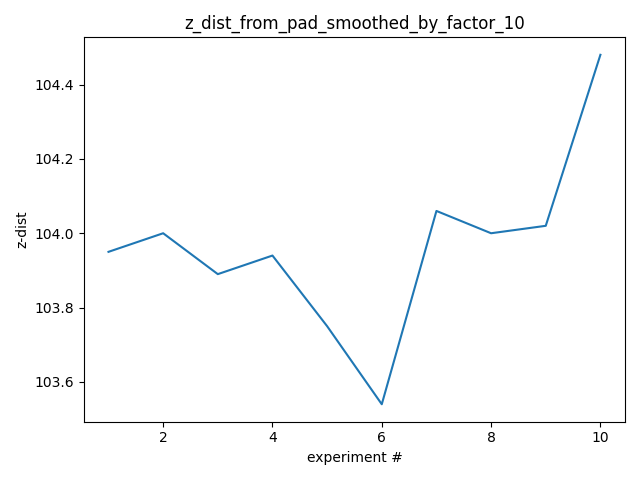 z_dist_from_pad_smoothed_by_factor_10
104.4
104.2
104.0
103.8
103.6
z-dist
2 4 6 8 10
experiment #